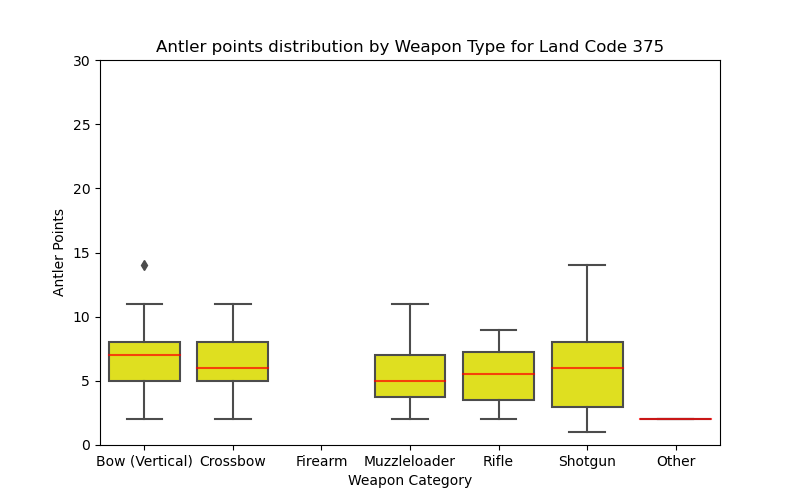 Antler points distribution by Weapon Type for Land Code 375
30
25
20
15
10
5
0
Antler Points
Bow (Vertical) Crossbow Firearm Muzzleloader Rifle Shotgun Other
Weapon Category